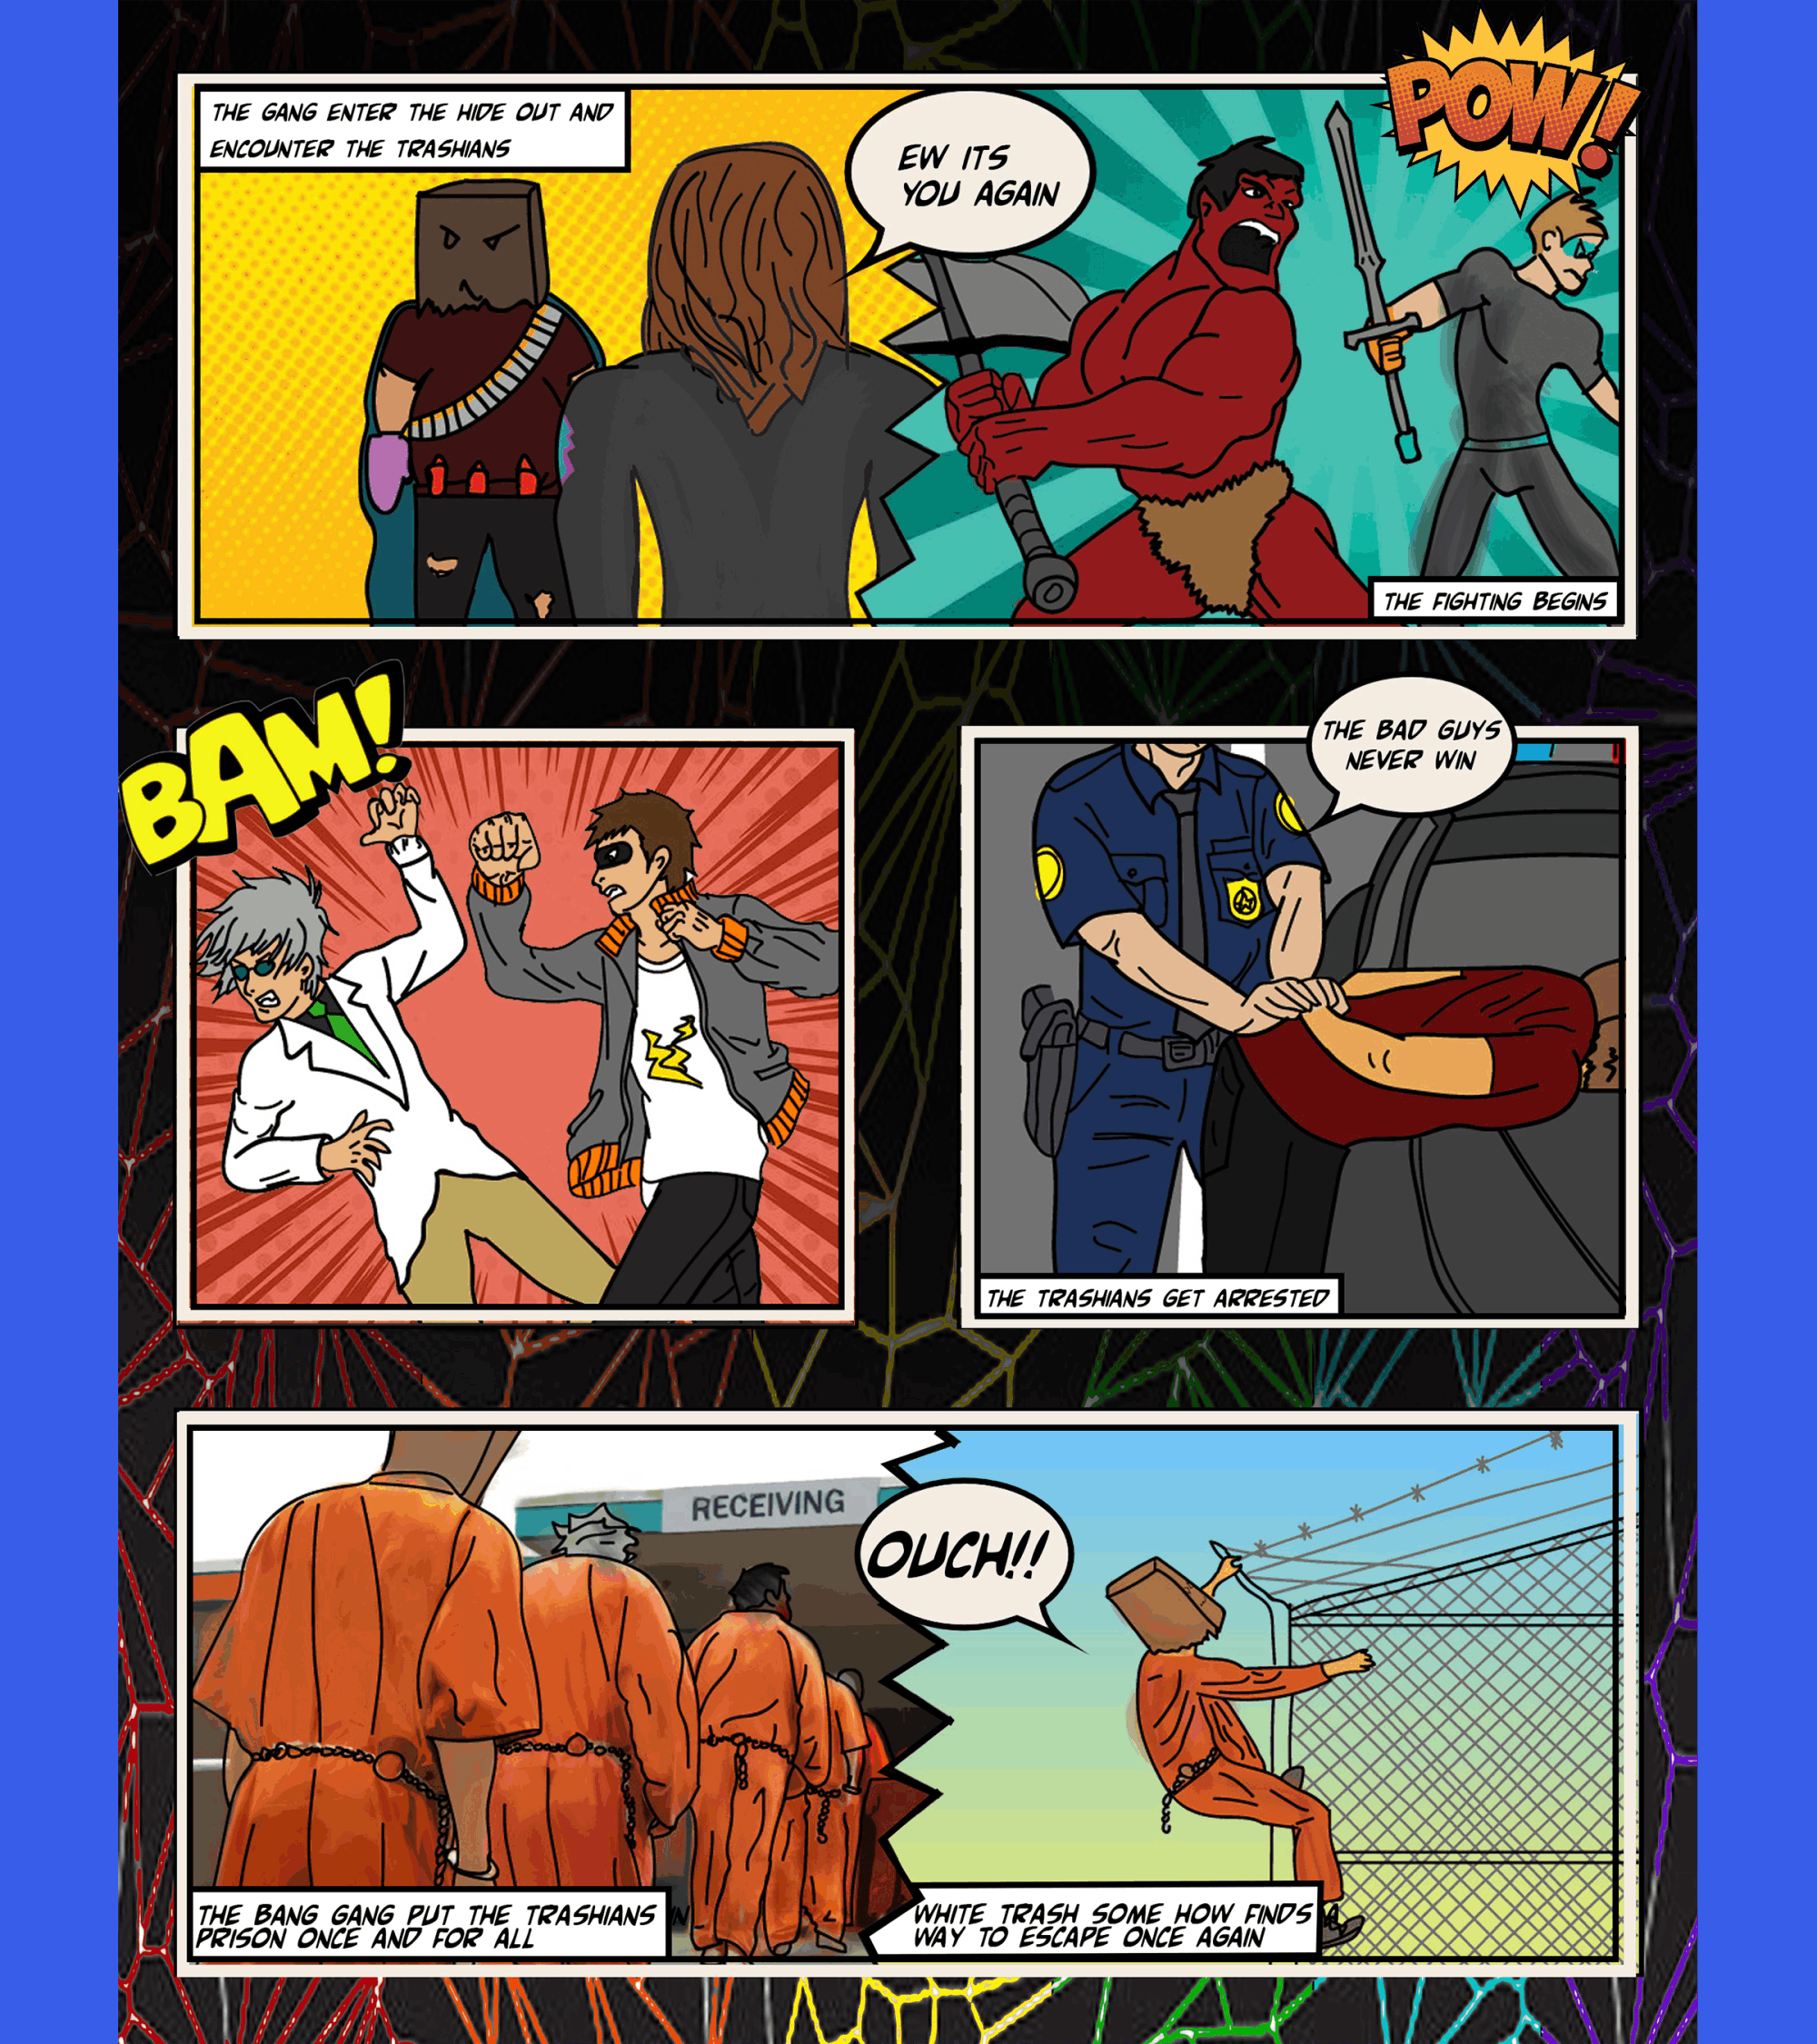 THE GANG ENTER THE HIDE OUT AND
ENCOUNTER THE TRASHIANS
EW ITS
YOU AGAIN
POW!
THE FIGHTING BEGINS
BAM!
THE BAD GUYS
NEVER WIN
THE TRASHIANS GET ARRESTED
RECEIVING
OUCH!!
THE BANG GANG PUT THE TRASHIANS IN
PRISON ONCE AND FOR ALL
WHITE TRASH SOME HOW FINDS A
WAY TO ESCAPE ONCE AGAIN